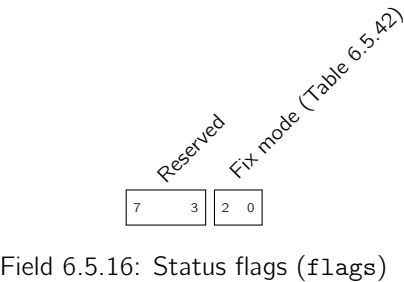 Reserved
Fix mode (Table 6.5.42)
7 3 2 0
Field 6.5.16: Status flags (flags)